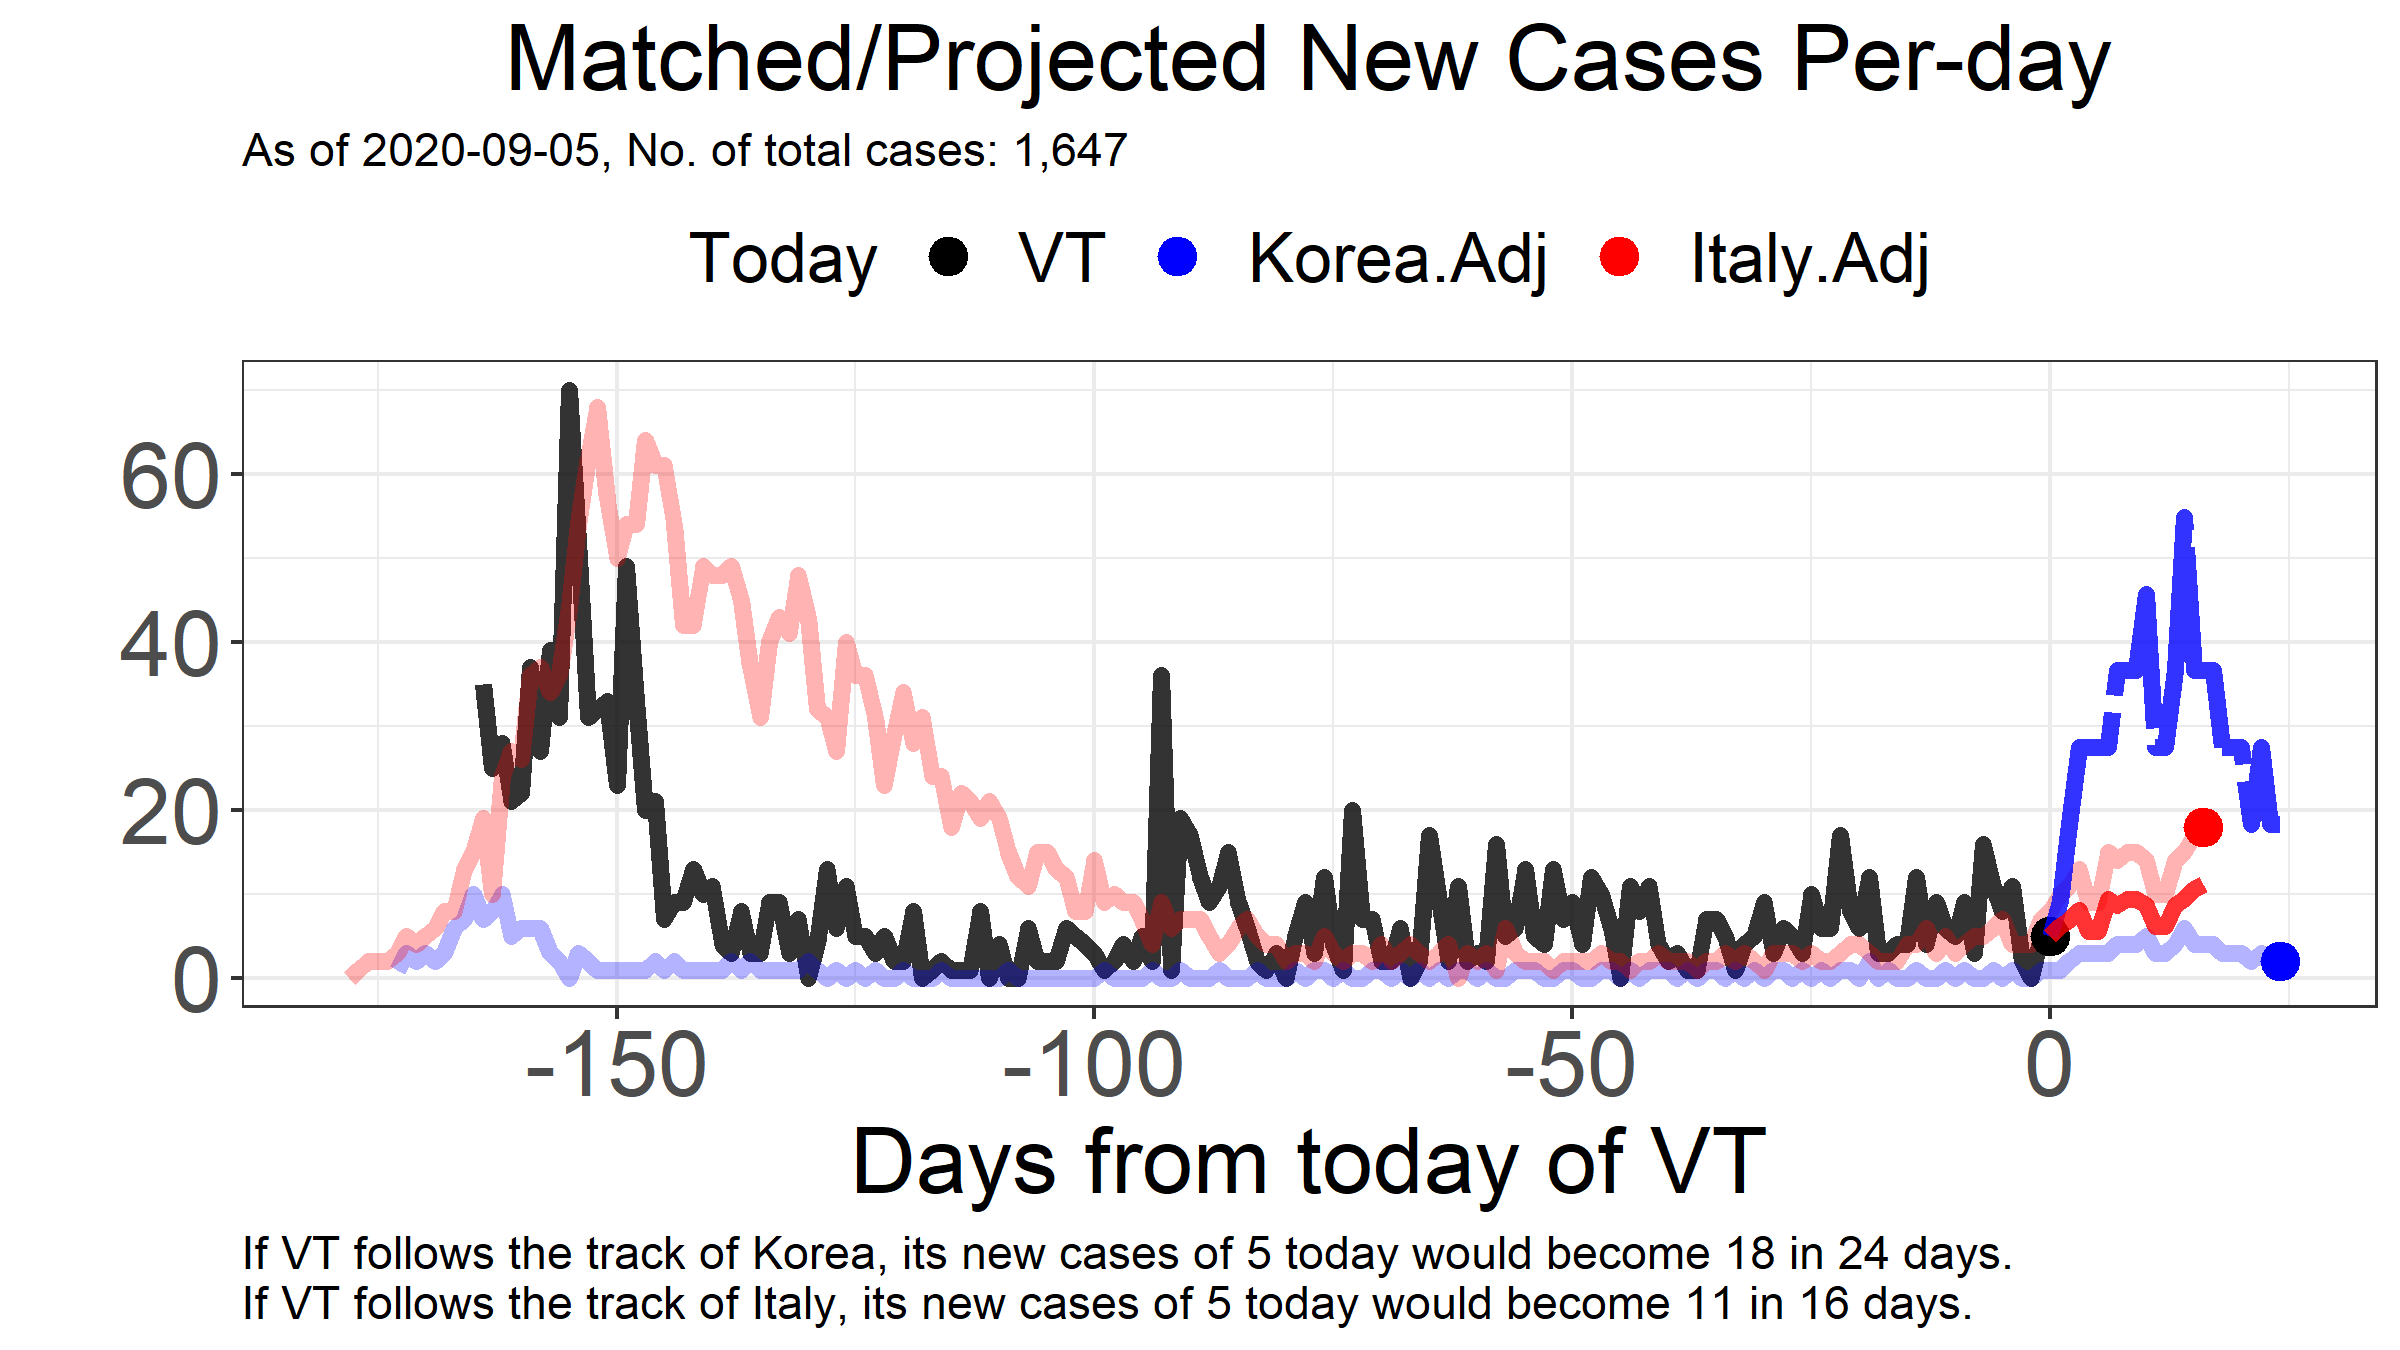 Matched/Projected New Cases Per-day
As of 2020-09-05, No. of total cases: 1,647
Today VT Korea.Adj Italy.Adj
60
40
20
0
-150 -100 -50 0
Days from today of VT
If VT follows the track of Korea, its new cases of 5 today would become 18 in 24 days.
If VT follows the track of Italy, its new cases of 5 today would become 11 in 16 days.